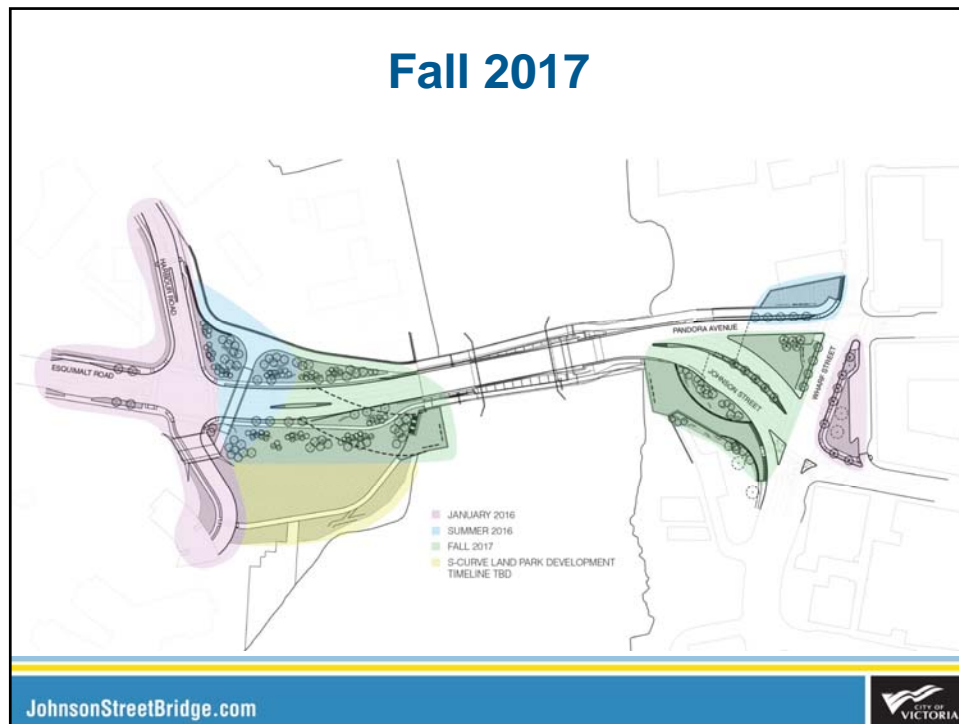 Fall 2017
HARBOUR ROAD
ESQUIMALT ROAD
PANDORA AVENUE
JOHNSON STREET
WHARF STREET
JANUARY 2016
SUMMER 2016
FALL 2017
S-CURVE LAND PARK DEVELOPMENT
TIMELINE TBD
JohnsonStreetBridge.com
CITY OF
VICTORIA